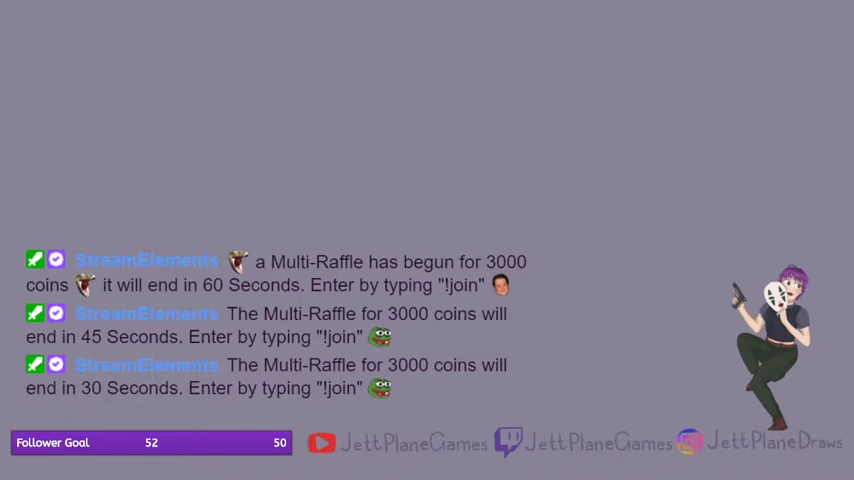 StreamElements a Multi-Raffle has begun for 3000
coins it will end in 60 Seconds. Enter by typing "!join"
StreamElements The Multi-Raffle for 3000 coins will
end in 45 Seconds. Enter by typing "!join"
StreamElements The Multi-Raffle for 3000 coins will
end in 30 Seconds. Enter by typing "!join"
Follower Goal 52 50
JettPlaneGames JettPlaneGames JettPlaneDraws